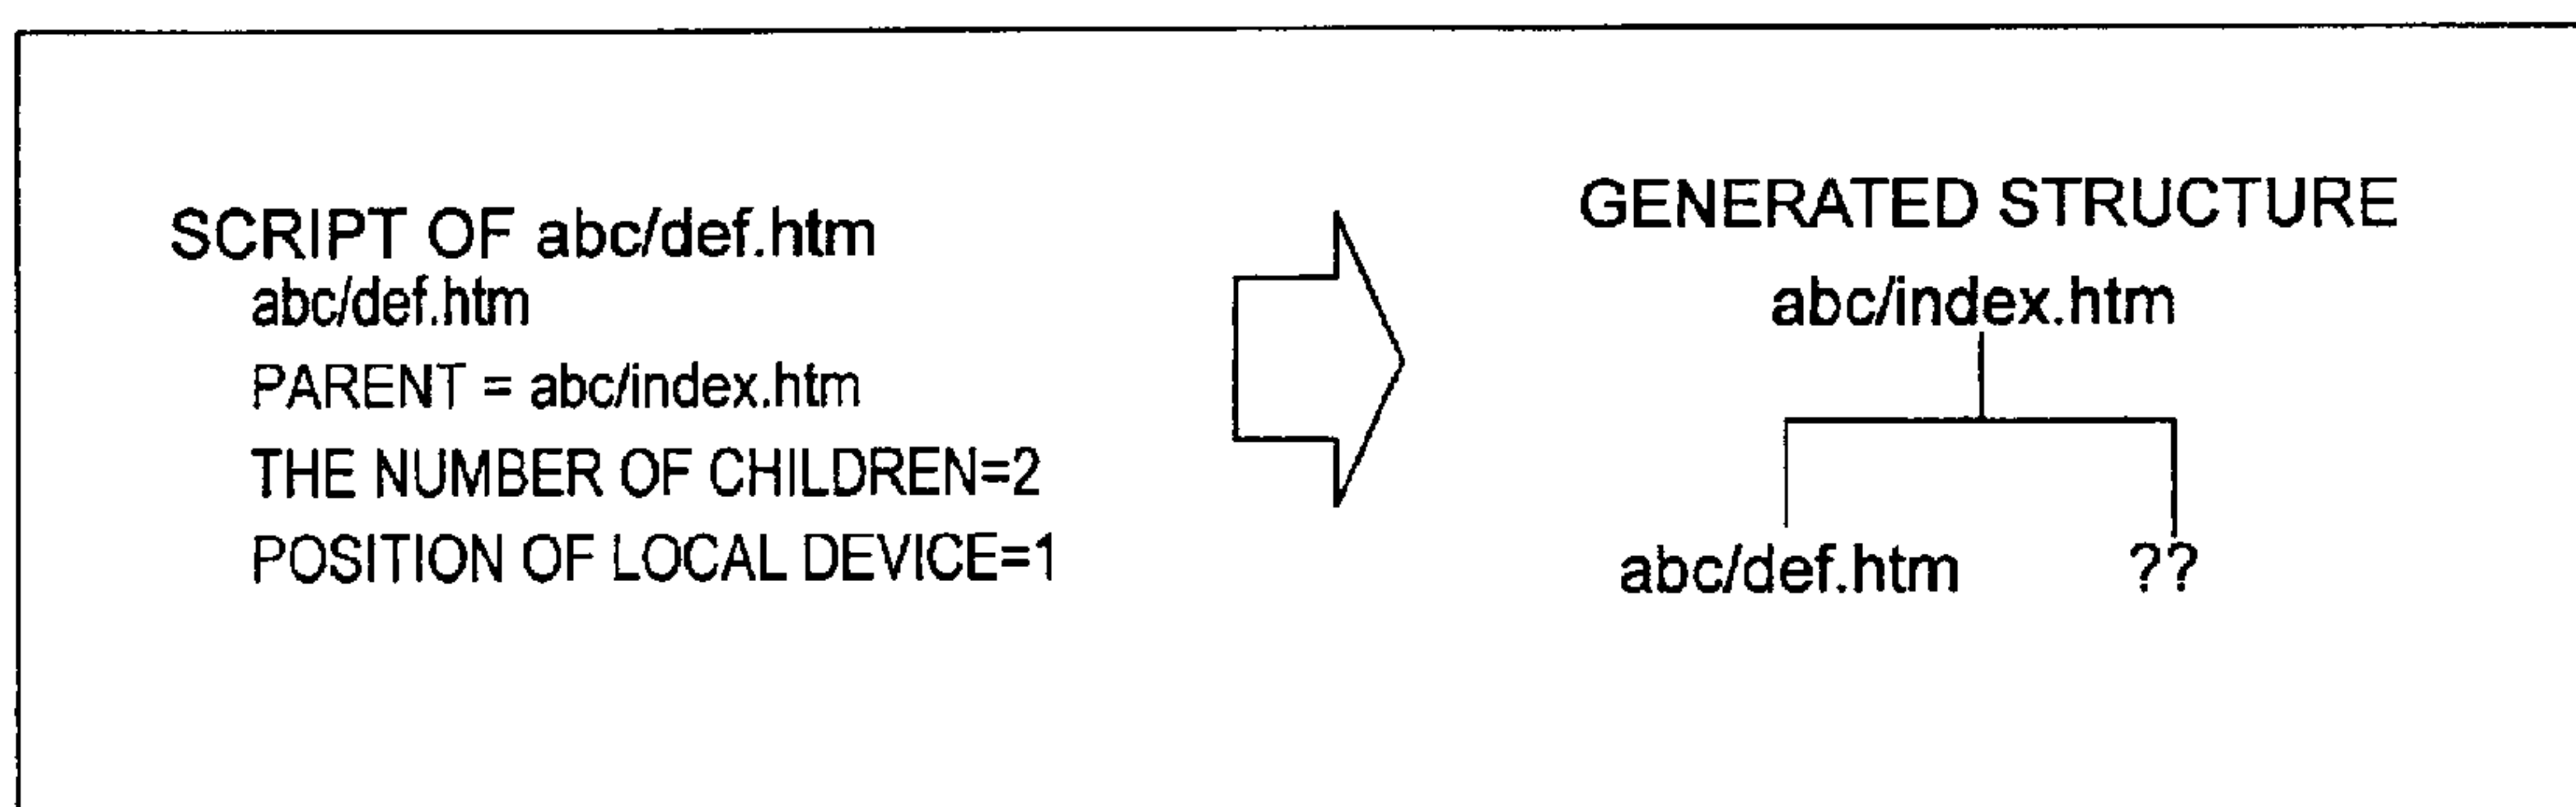 SCRIPT OF abc/def.htm
abc/def.htm
PARENT = abc/index.htm
THE NUMBER OF CHILDREN=2
POSITION OF LOCAL DEVICE=1
GENERATED STRUCTURE
abc/index.htm
abc/def.htm ??